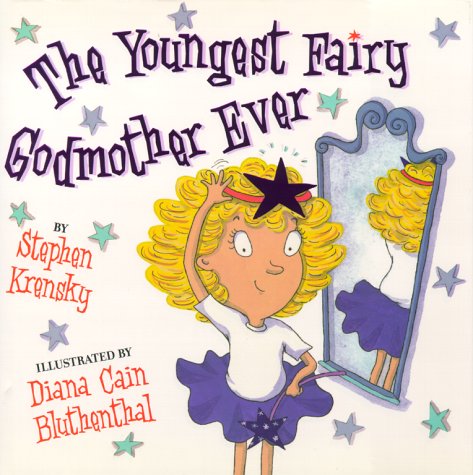 The Youngest Fairy
Godmother Ever
BY
Stephen
Krensky
ILLUSTRATED BY
Diana Cain
Bluthenthal